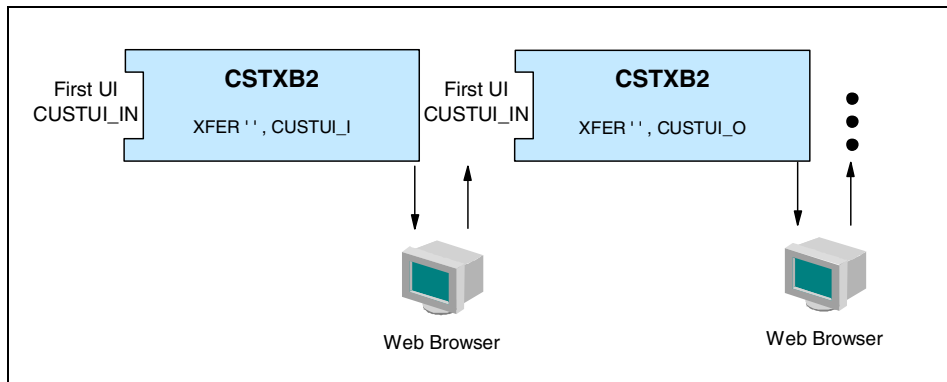 First UI
CUSTUI_IN
CSTXB2
XFER ' ' , CUSTUI_I
First UI
CUSTUI_IN
CSTXB2
XFER ' ' , CUSTUI_O
Web Browser
Web Browser